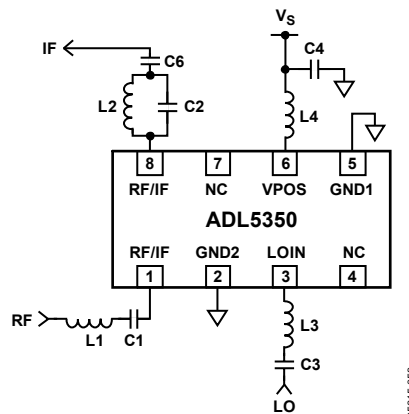 VS
IF
C6
C4
L2
C2
L4
8
7
6
5
RF/IF
NC
VPOS
GND1
ADL5350
RF/IF
GND2
LOIN
NC
1
2
3
4
RF
L1
C1
L3
C3
LO